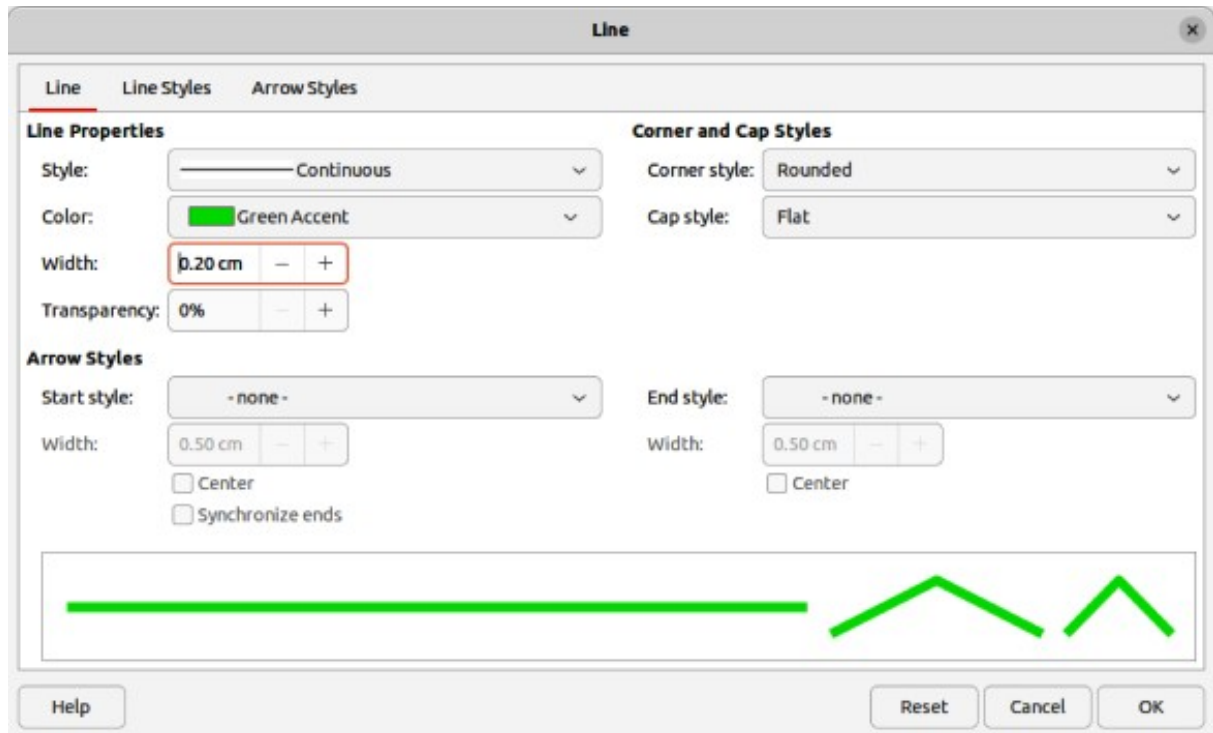 Line
Line Line Styles Arrow Styles
Line Properties Corner and Cap Styles
Style: Continuous Corner style: Rounded
Color: Green Accent Cap style: Flat
Width: 0.20 cm − +
Transparency: 0% − +
Arrow Styles
Start style: - none - End style: - none -
Width: 0.50 cm − + Width: 0.50 cm − +
Center Center
Synchronize ends
Help Reset Cancel OK